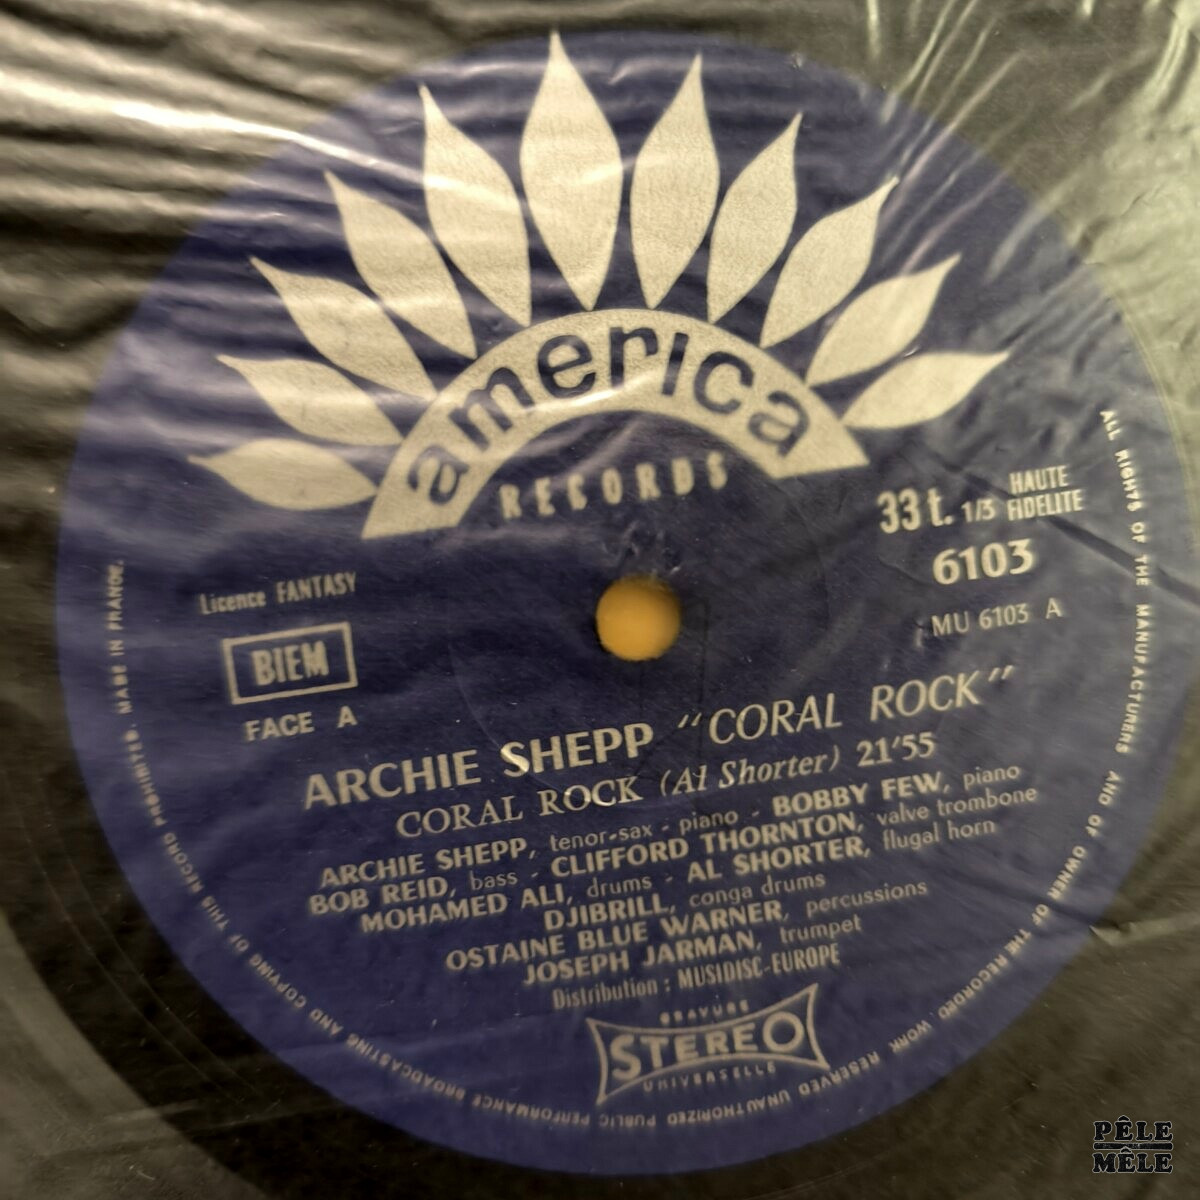 america
RECORDS
33 t. 1/3 HAUTE FIDELITE
6103
MU 6103 A
Licence FANTASY
BIEM
FACE A
ARCHIE SHEPP "CORAL ROCK"
CORAL ROCK (Al Shorter) 21'55
ARCHIE SHEPP, tenor-sax - piano - BOBBY FEW, piano
BOB REID, bass - CLIFFORD THORNTON, valve trombone
MOHAMED ALI, drums - AL SHORTER, flugal horn
DJIBRILL, conga drums
OSTAINE BLUE WARNER, percussions
JOSEPH JARMAN, trumpet
Distribution : MUSIDISC-EUROPE
GRAVURE
STEREO
UNIVERSELLE
ALL RIGHTS OF THE MANUFACTURERS AND OF OWNER OF THE RECORDED WORK RESERVED UNAUTHORIZED PUBLIC PERFORMANCE BROADCASTING AND COPYING OF THIS RECORD PROHIBITED. MADE IN FRANCE.
PÊLE
MÊLE